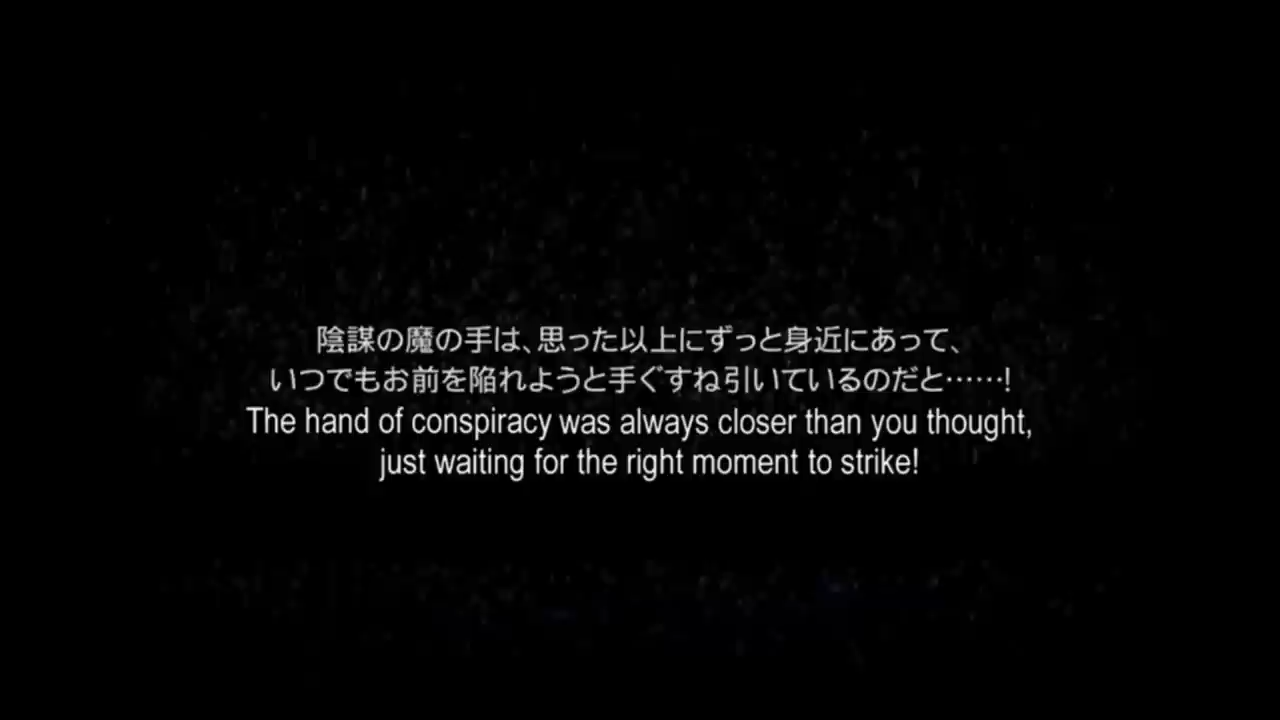 陰謀の魔の手は、思った以上にずっと身近にあって、
いつでもお前を陥れようと手ぐすね引いているのだと……!
The hand of conspiracy was always closer than you thought,
just waiting for the right moment to strike!